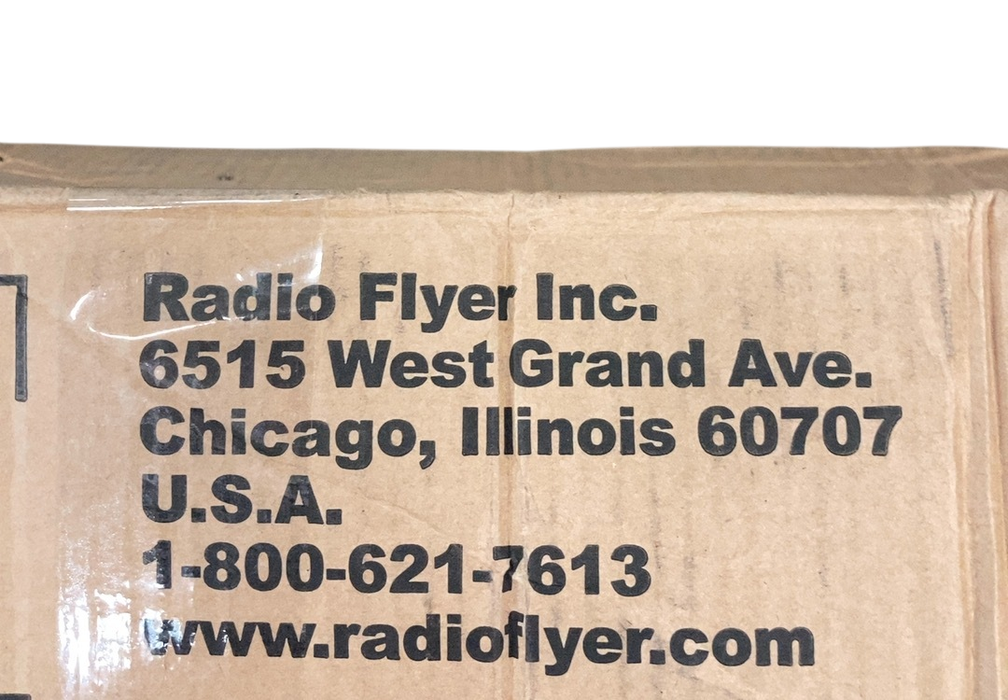 Radio Flyer Inc.
6515 West Grand Ave.
Chicago, Illinois 60707
U.S.A.
1-800-621-7613
www.radioflyer.com